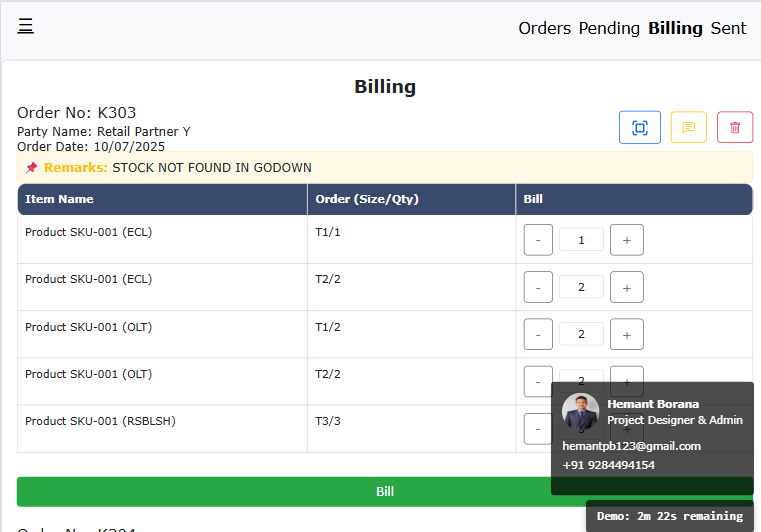 ☰
Orders Pending Billing Sent
Billing
Order No: K303
Party Name: Retail Partner Y
Order Date: 10/07/2025
📌 Remarks: STOCK NOT FOUND IN GODOWN
Item Name Order (Size/Qty) Bill
Product SKU-001 (ECL) T1/1 - 1 +
Product SKU-001 (ECL) T2/2 - 2 +
Product SKU-001 (OLT) T1/2 - 2 +
Product SKU-001 (OLT) T2/2 - 2 +
Product SKU-001 (RSBLSH) T3/3 - 3 +
Hemant Borana
Project Designer & Admin
hemantpb123@gmail.com
+91 9284494154
Bill
Demo: 2m 22s remaining